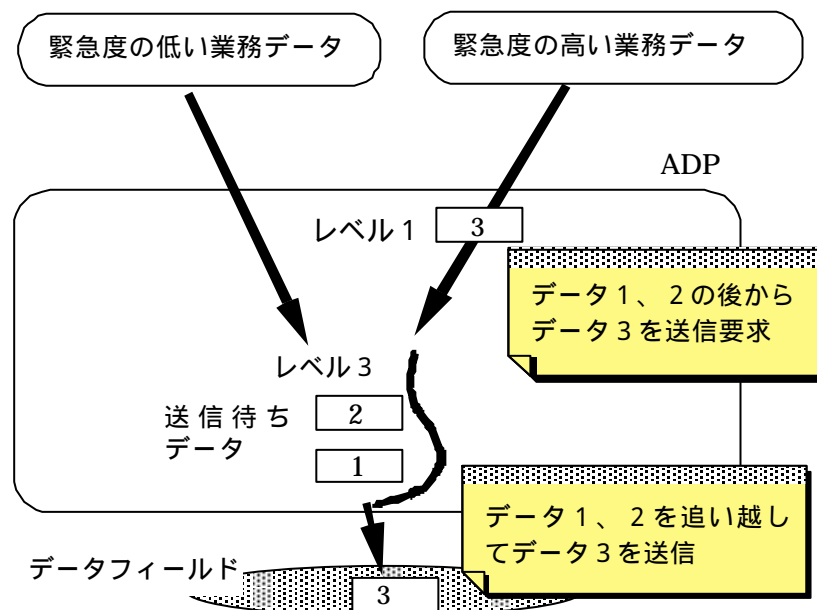 緊急度の低い業務データ
緊急度の高い業務データ
ADP
レベル1
3
データ1、2の後から
データ3を送信要求
レベル3
送信待ち
データ
2
1
データ1、2を追い越し
てデータ3を送信
データフィールド
3